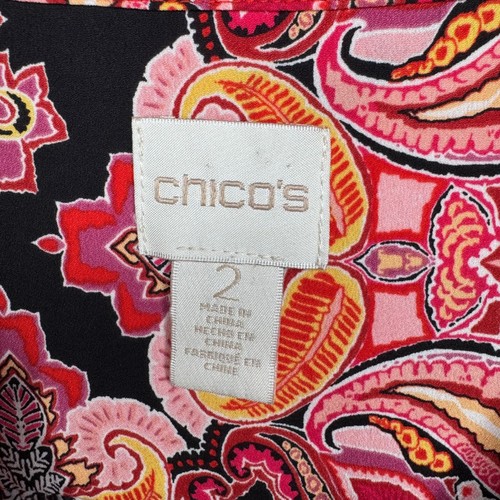 chico's
2
MADE IN
CHINA
HECHO EN
CHINA
FABRIQUÉ EN
CHINE